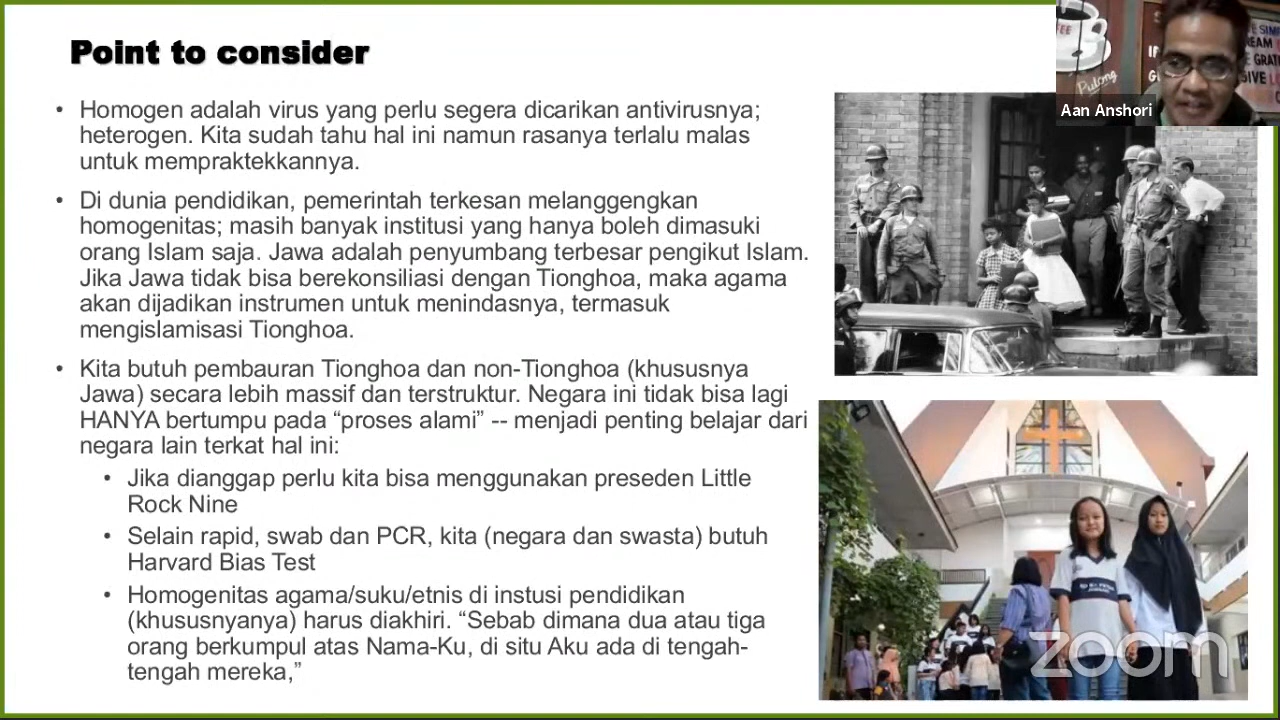 Point to consider
• Homogen adalah virus yang perlu segera dicarikan antivirusnya;
heterogen. Kita sudah tahu hal ini namun rasanya terlalu malas
untuk mempraktekkannya.
• Di dunia pendidikan, pemerintah terkesan melanggengkan
homogenitas; masih banyak institusi yang hanya boleh dimasuki
orang Islam saja. Jawa adalah penyumbang terbesar pengikut Islam.
Jika Jawa tidak bisa berekonsiliasi dengan Tionghoa, maka agama
akan dijadikan instrumen untuk menindasnya, termasuk
mengislamisasi Tionghoa.
• Kita butuh pembauran Tionghoa dan non-Tionghoa (khususnya
Jawa) secara lebih massif dan terstruktur. Negara ini tidak bisa lagi
HANYA bertumpu pada “proses alami” -- menjadi penting belajar dari
negara lain terkat hal ini:
• Jika dianggap perlu kita bisa menggunakan preseden Little
Rock Nine
• Selain rapid, swab dan PCR, kita (negara dan swasta) butuh
Harvard Bias Test
• Homogenitas agama/suku/etnis di instusi pendidikan
(khususnyanya) harus diakhiri. “Sebab dimana dua atau tiga
orang berkumpul atas Nama-Ku, di situ Aku ada di tengah-
tengah mereka,”
Pulong
Aan Anshori
zoom